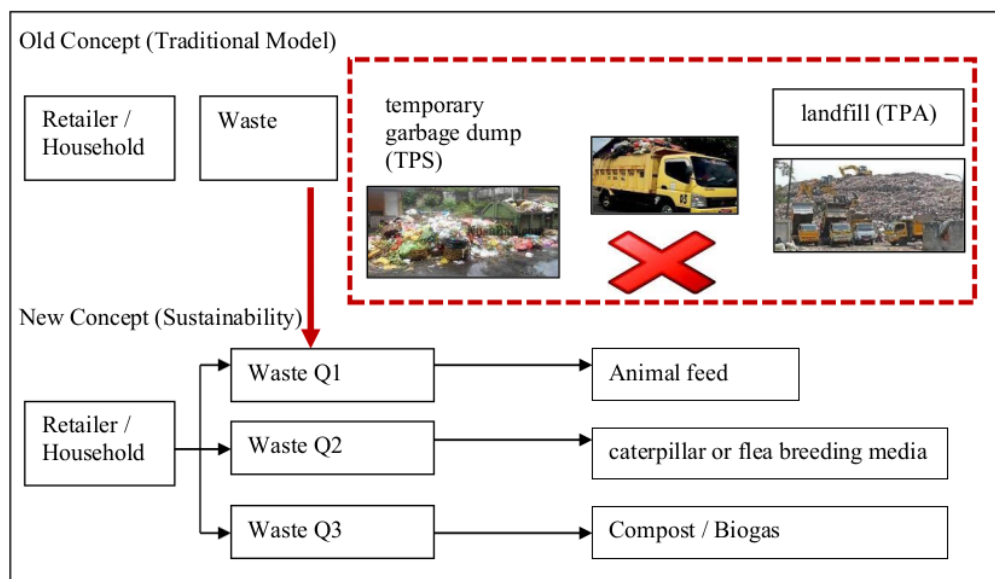 Old Concept (Traditional Model)
Retailer /
Household
Waste
temporary
garbage dump
(TPS)
landfill (TPA)
New Concept (Sustainability)
Retailer /
Household
Waste Q1
Animal feed
Waste Q2
caterpillar or flea breeding media
Waste Q3
Compost / Biogas